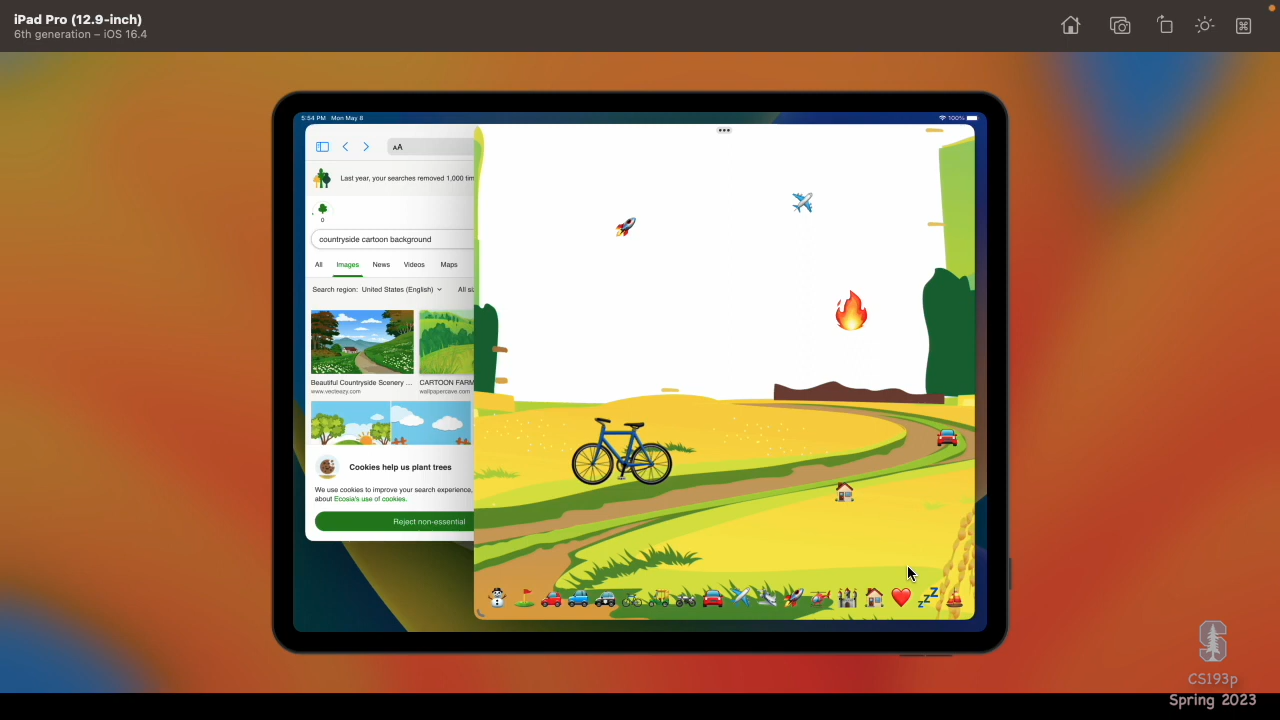 iPad Pro (12.9-inch)
6th generation – iOS 16.4
5:54 PM Mon May 8
100%
AA
Last year, your searches removed 1,000
0
countryside cartoon background
All Images News Videos Maps
Search region: United States (English) All
Beautiful Countryside Scenery ...
www.vecteezy.com
CARTOON FARM
wallpapercave.com
Cookies help us plant trees
We use cookies to improve your search experience,
about Ecosia's use of cookies.
Reject non-essential
CS193p
Spring 2023